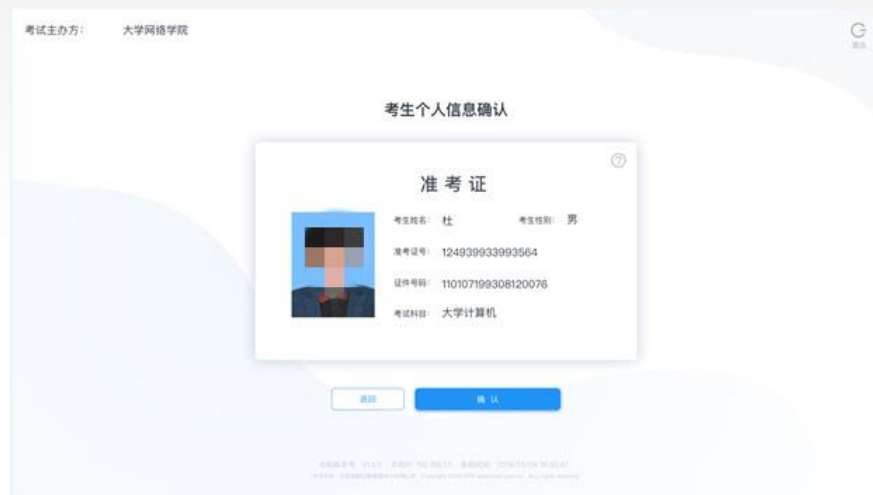 考试主办方： 大学网络学院
退出
考生个人信息确认
准考证
考生姓名： 杜 考生性别： 男
准考证号： 124939933993564
证件号码： 110107199308120076
考试科目： 大学计算机
返回
确 认